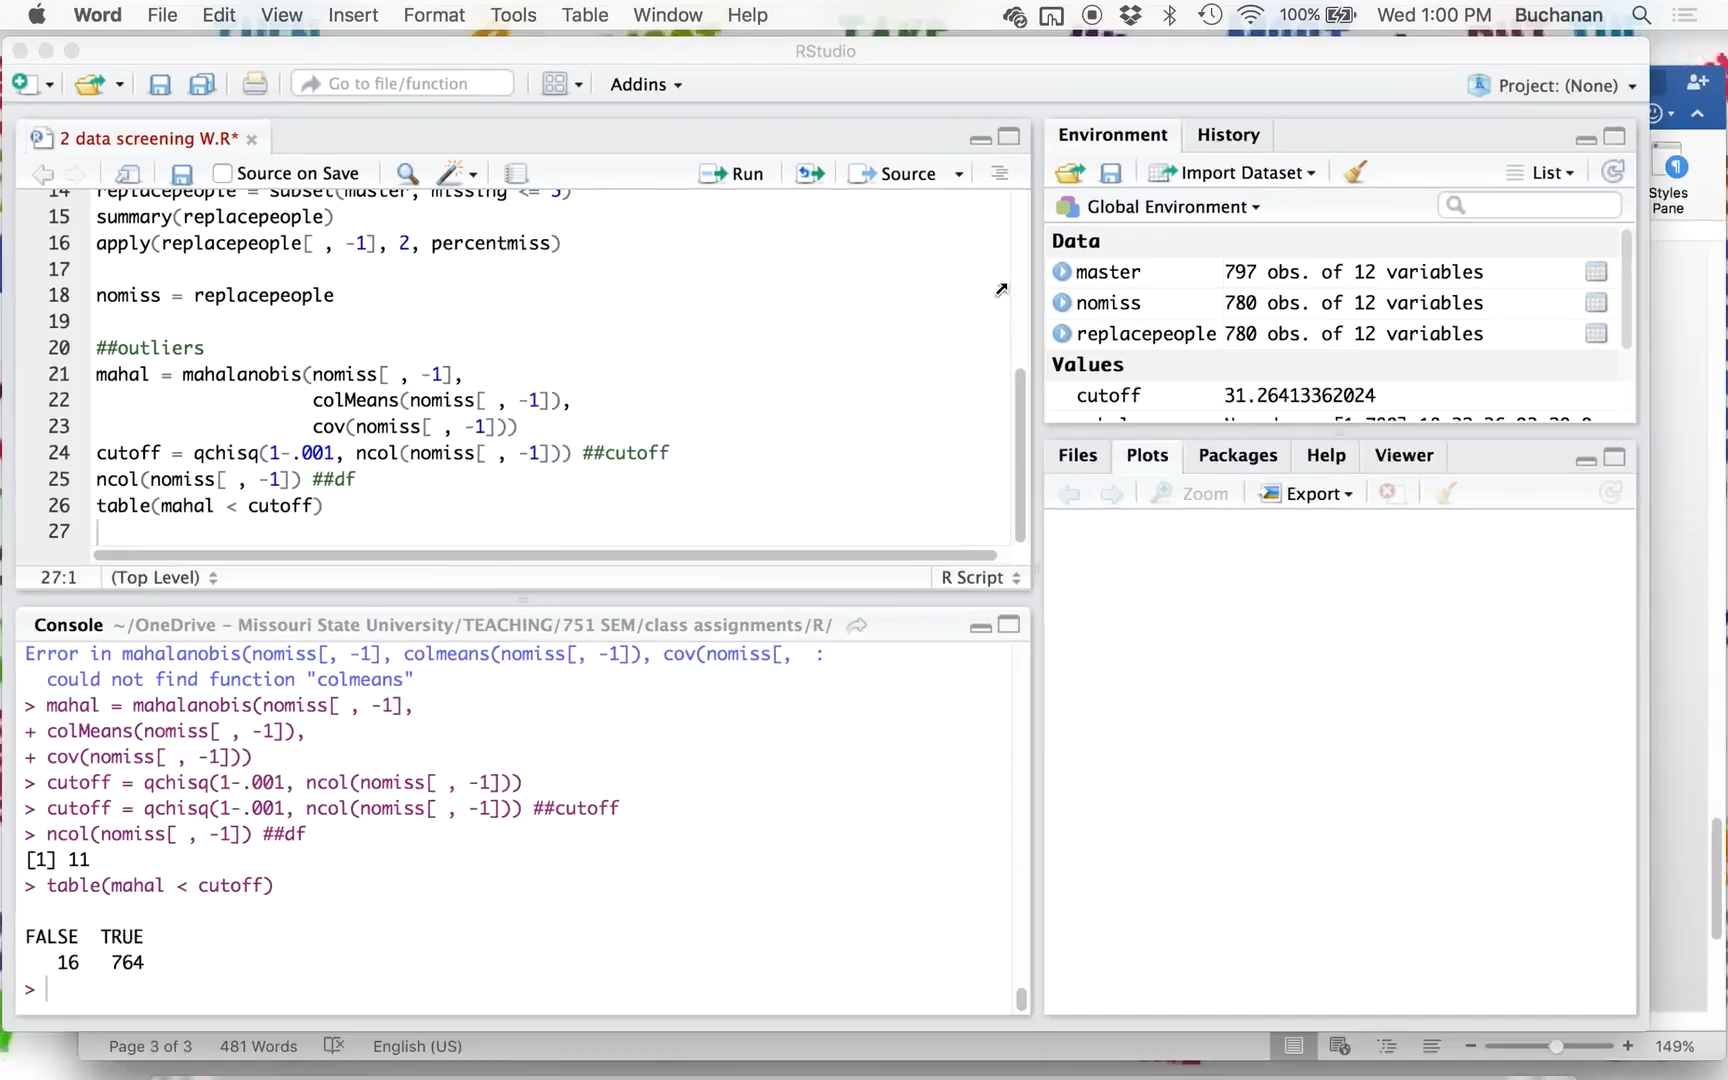 Word File Edit View Insert Format Tools Table Window Help 100% Wed 1:00 PM Buchanan
RStudio
Go to file/function Addins Project: (None)
2 data screening W.R*
Source on Save Run Source
14 replacepeople = subset(master, missing <= 5)
15 summary(replacepeople)
16 apply(replacepeople[ , -1], 2, percentmiss)
17
18 nomiss = replacepeople
19
20 ##outliers
21 mahal = mahalanobis(nomiss[ , -1],
22 colMeans(nomiss[ , -1]),
23 cov(nomiss[ , -1]))
24 cutoff = qchisq(1-.001, ncol(nomiss[ , -1])) ##cutoff
25 ncol(nomiss[ , -1]) ##df
26 table(mahal < cutoff)
27
27:1 (Top Level) R Script
Console ~/OneDrive - Missouri State University/TEACHING/751 SEM/class assignments/R/
Error in mahalanobis(nomiss[, -1], colmeans(nomiss[, -1]), cov(nomiss[, :
could not find function "colmeans"
> mahal = mahalanobis(nomiss[ , -1],
+ colMeans(nomiss[ , -1]),
+ cov(nomiss[ , -1]))
> cutoff = qchisq(1-.001, ncol(nomiss[ , -1]))
> cutoff = qchisq(1-.001, ncol(nomiss[ , -1])) ##cutoff
> ncol(nomiss[ , -1]) ##df
[1] 11
> table(mahal < cutoff)
FALSE TRUE
16 764
>
Environment History
Import Dataset List
Global Environment
Data
master 797 obs. of 12 variables
nomiss 780 obs. of 12 variables
replacepeople 780 obs. of 12 variables
Values
cutoff 31.26413362024
Files Plots Packages Help Viewer
Zoom Export
Styles
Pane
Page 3 of 3 481 Words English (US) 149%